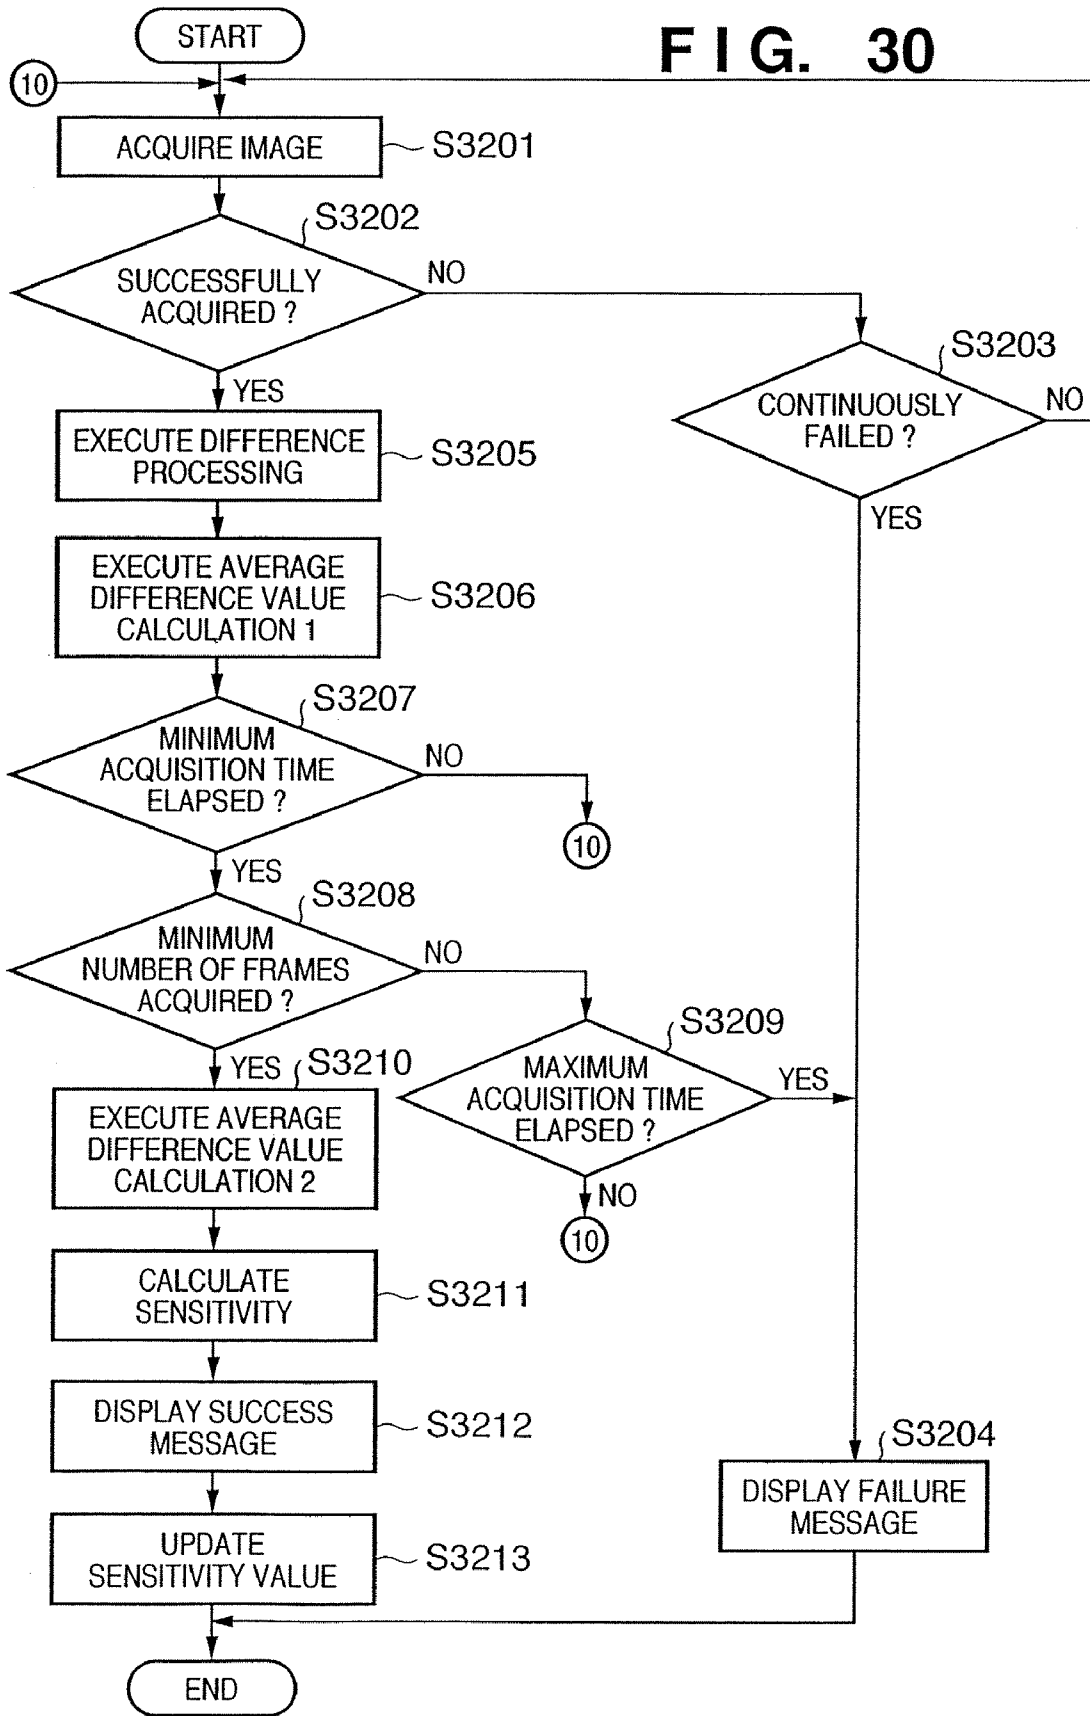 START
FIG. 30
10
ACQUIRE IMAGE
S3201
S3202
SUCCESSFULLY
ACQUIRED ?
NO
YES
S3203
CONTINUOUSLY
FAILED ?
NO
YES
EXECUTE DIFFERENCE
PROCESSING
S3205
EXECUTE AVERAGE
DIFFERENCE VALUE
CALCULATION 1
S3206
S3207
MINIMUM
ACQUISITION TIME
ELAPSED ?
NO
10
YES
S3208
MINIMUM
NUMBER OF FRAMES
ACQUIRED ?
NO
YES
S3209
MAXIMUM
ACQUISITION TIME
ELAPSED ?
YES
NO
10
S3210
EXECUTE AVERAGE
DIFFERENCE VALUE
CALCULATION 2
CALCULATE
SENSITIVITY
S3211
DISPLAY SUCCESS
MESSAGE
S3212
S3204
DISPLAY FAILURE
MESSAGE
UPDATE
SENSITIVITY VALUE
S3213
END